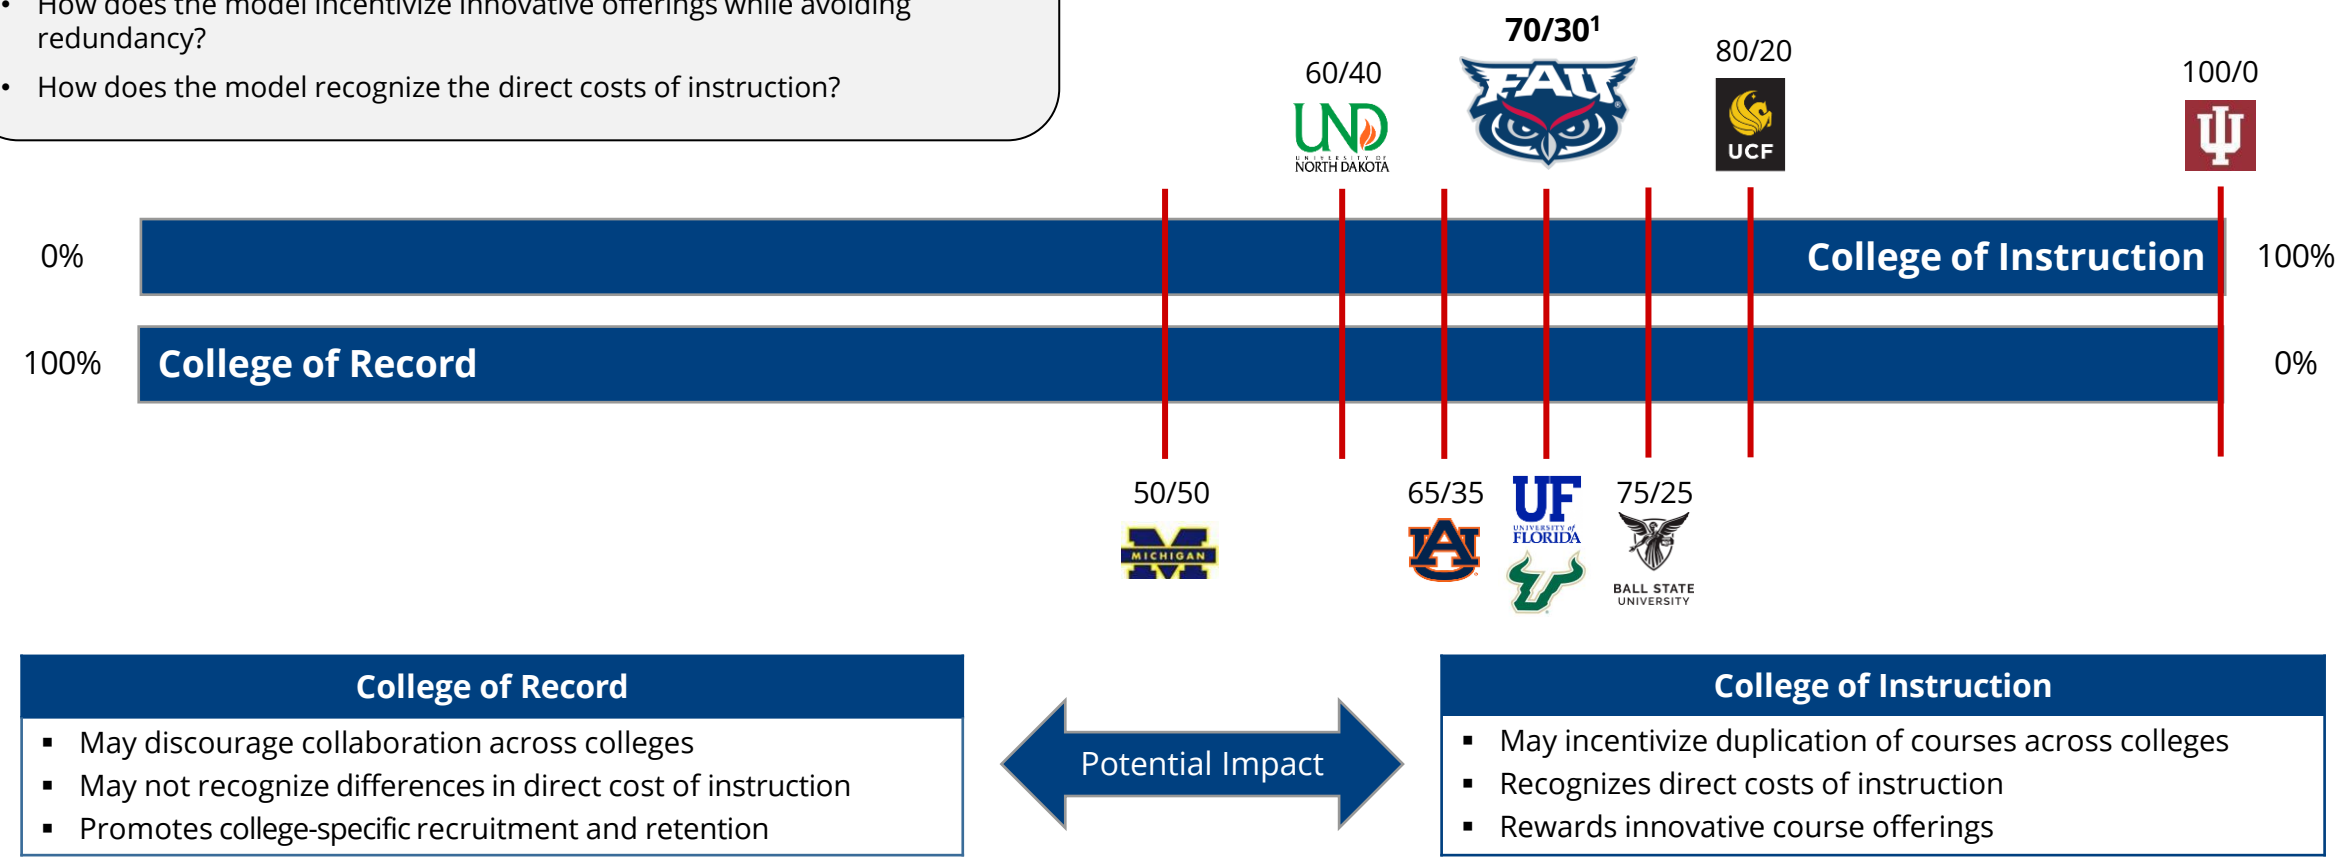 • How does the model incentivize innovative offerings while avoiding
redundancy?
• How does the model recognize the direct costs of instruction?
70/30¹
FAU
60/40
UND
UNIVERSITY OF
NORTH DAKOTA
80/20
UCF
100/0
0%
College of Instruction
100%
100%
College of Record
0%
50/50
MICHIGAN
65/35
AU
UF
UNIVERSITY of
FLORIDA
75/25
BALL STATE
UNIVERSITY
College of Record
▪ May discourage collaboration across colleges
▪ May not recognize differences in direct cost of instruction
▪ Promotes college-specific recruitment and retention
Potential Impact
College of Instruction
▪ May incentivize duplication of courses across colleges
▪ Recognizes direct costs of instruction
▪ Rewards innovative course offerings